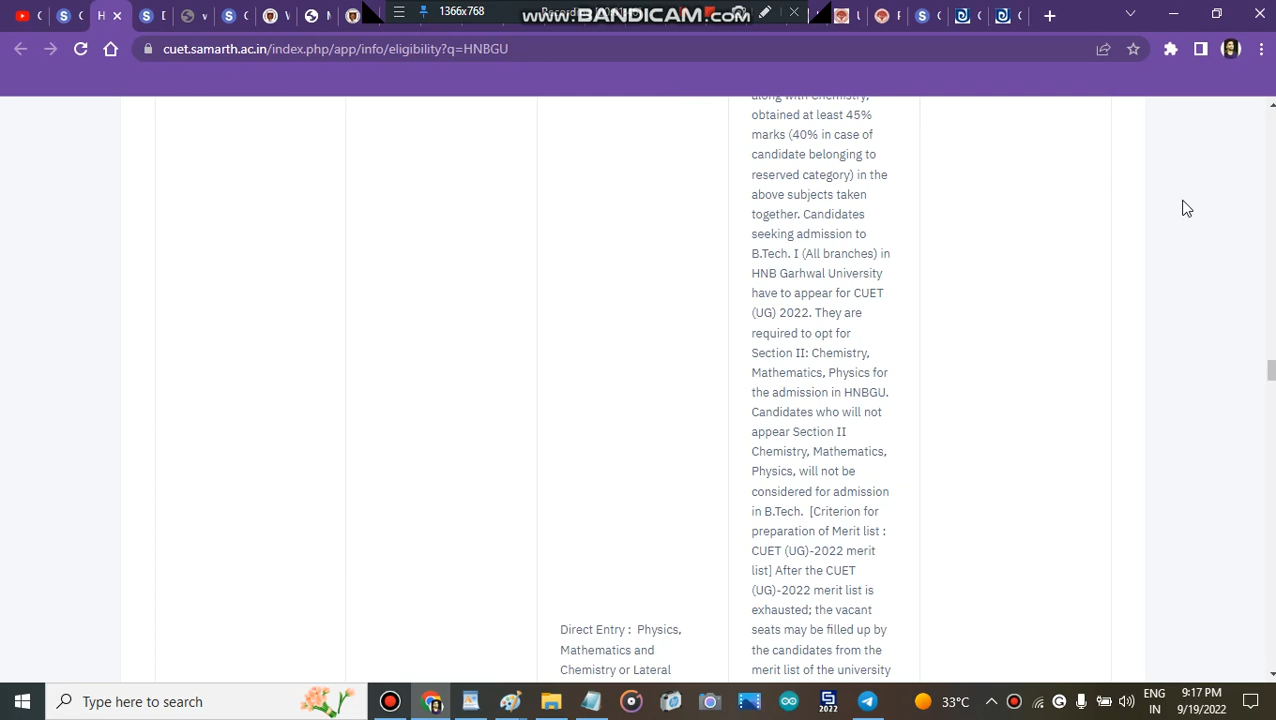 1366x768
www.BANDICAM.com
cuet.samarth.ac.in/index.php/app/info/eligibility?q=HNBGU
along with Chemistry,
obtained at least 45%
marks (40% in case of
candidate belonging to
reserved category) in the
above subjects taken
together. Candidates
seeking admission to
B.Tech. I (All branches) in
HNB Garhwal University
have to appear for CUET
(UG) 2022. They are
required to opt for
Section II: Chemistry,
Mathematics, Physics for
the admission in HNBGU.
Candidates who will not
appear Section II
Chemistry, Mathematics,
Physics, will not be
considered for admission
in B.Tech. [Criterion for
preparation of Merit list :
CUET (UG)-2022 merit
list] After the CUET
(UG)-2022 merit list is
exhausted; the vacant
seats may be filled up by
the candidates from the
merit list of the university
Direct Entry : Physics,
Mathematics and
Chemistry or Lateral
Type here to search
33°C
ENG
IN
9:17 PM
9/19/2022